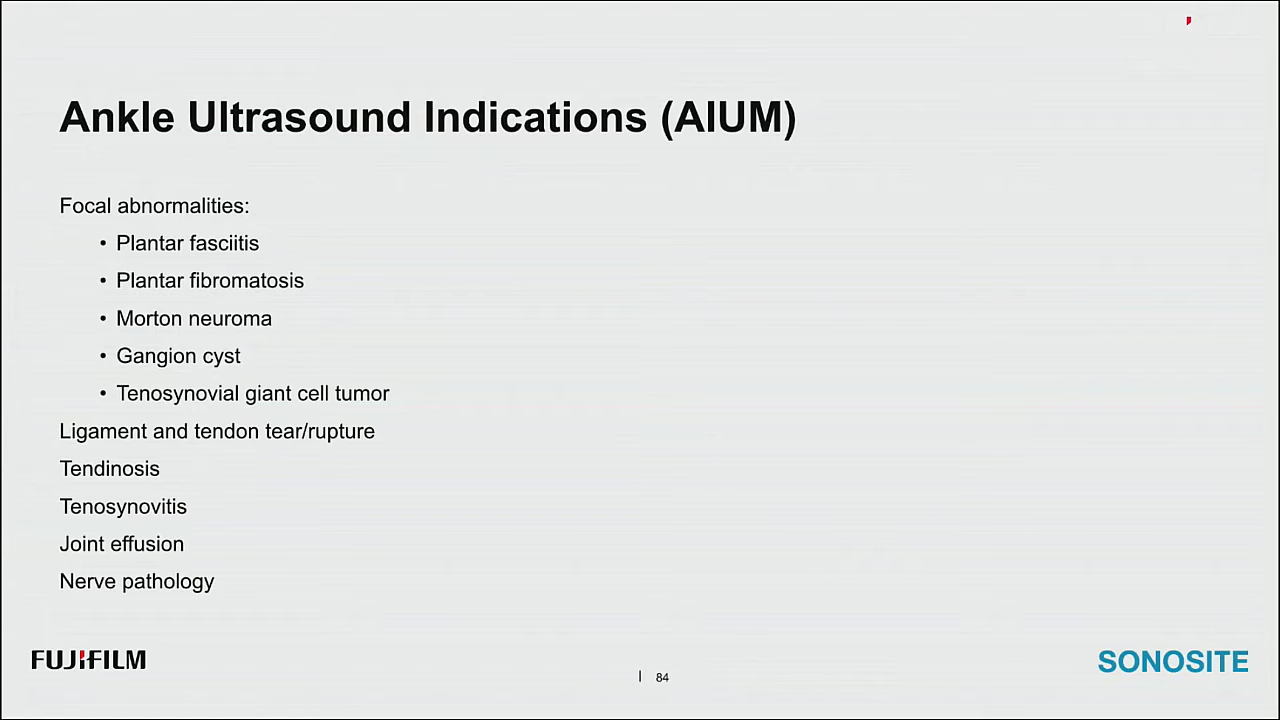 Ankle Ultrasound Indications (AIUM)
Focal abnormalities:
• Plantar fasciitis
• Plantar fibromatosis
• Morton neuroma
• Gangion cyst
• Tenosynovial giant cell tumor
Ligament and tendon tear/rupture
Tendinosis
Tenosynovitis
Joint effusion
Nerve pathology
FUJIFILM
| 84
SONOSITE